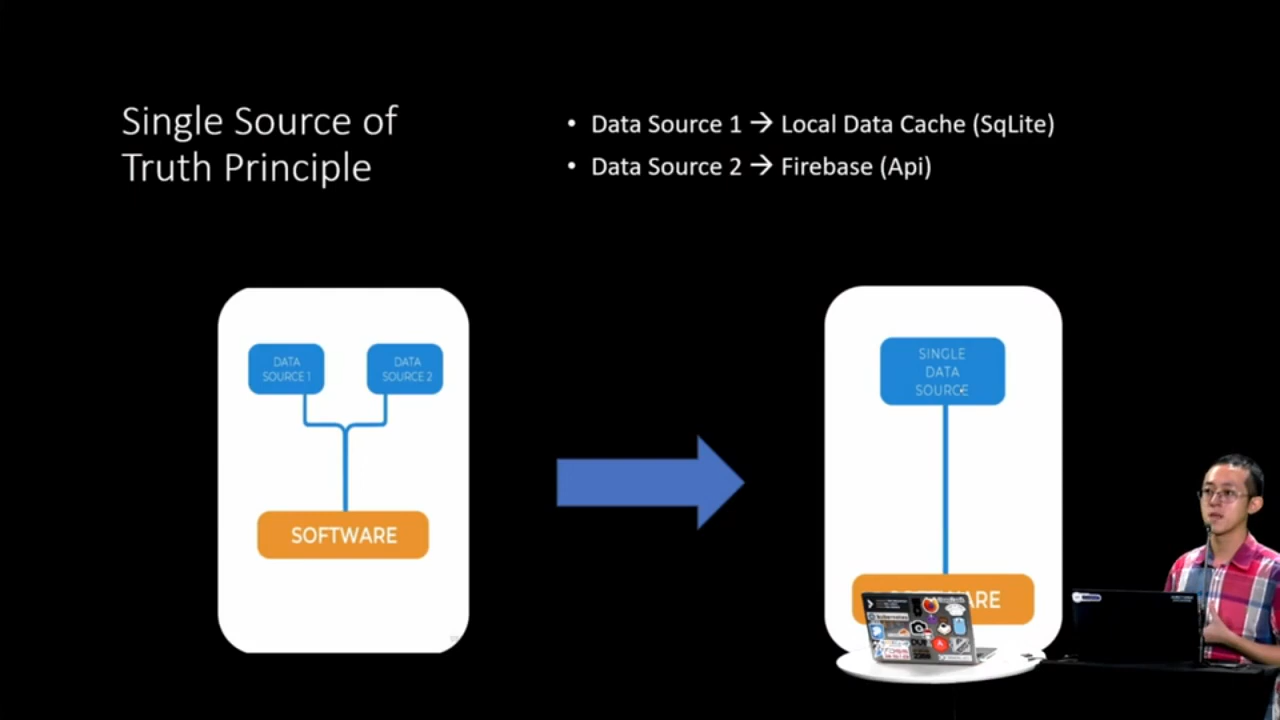 Single Source of
Truth Principle
• Data Source 1 → Local Data Cache (SqLite)
• Data Source 2 → Firebase (Api)
DATA
SOURCE 1
DATA
SOURCE 2
SOFTWARE
SINGLE
DATA
SOURCE
kubernetes